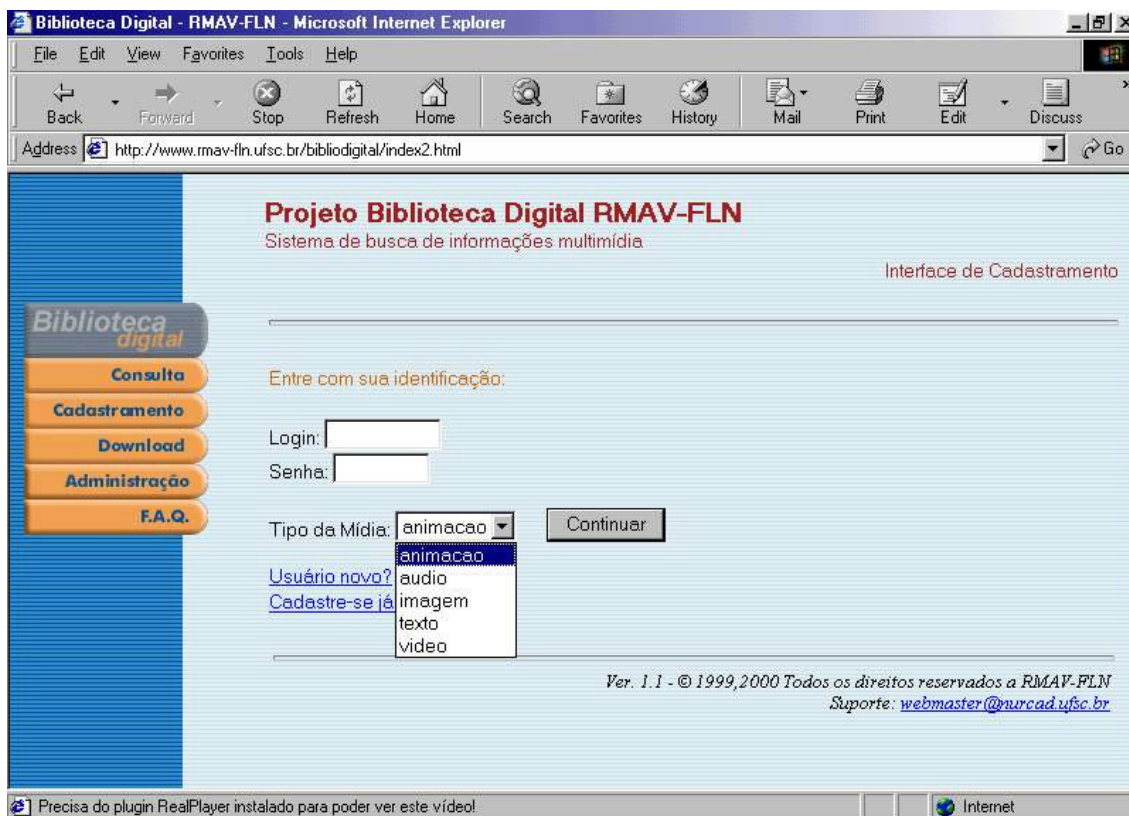 Biblioteca Digital - RMAV-FLN - Microsoft Internet Explorer
File Edit View Favorites Tools Help
Back Forward Stop Refresh Home Search Favorites History Mail Print Edit Discuss
Address http://www.rmav-fln.ufsc.br/bibliodigital/index2.html Go
Projeto Biblioteca Digital RMAV-FLN
Sistema de busca de informações multimídia
Interface de Cadastramento
Biblioteca
digital
Consulta
Cadastramento
Download
Administração
F.A.Q.
Entre com sua identificação:
Login:
Senha:
Tipo da Mídia: animacao Continuar
animacao
audio
imagem
texto
video
Usuário novo?
Cadastre-se já
Ver. 1.1 - © 1999,2000 Todos os direitos reservados a RMAV-FLN
Suporte: webmaster@nurcad.ufsc.br
Precisa do plugin RealPlayer instalado para poder ver este vídeo! Internet